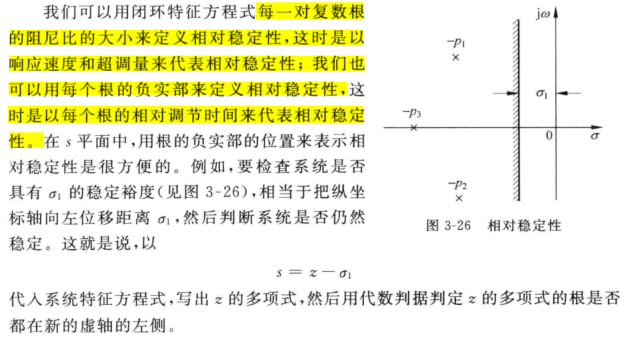 我们可以用闭环特征方程式每一对复数根
的阻尼比的大小来定义相对稳定性,这时是以
响应速度和超调量来代表相对稳定性;我们也
可以用每个根的负实部来定义相对稳定性,这
时是以每个根的相对调节时间来代表相对稳定
性。在 s 平面中,用根的负实部的位置来表示相
对稳定性是很方便的。例如,要检查系统是否
具有 σ₁ 的稳定裕度(见图 3-26),相当于把纵坐
标轴向左位移距离 σ₁,然后判断系统是否仍然
稳定。这就是说,以
jω
-p₁
σ₁
-p₃
0
σ
-p₂
图 3-26 相对稳定性
s = z - σ₁
代入系统特征方程式,写出 z 的多项式,然后用代数判据判定 z 的多项式的根是否
都在新的虚轴的左侧。